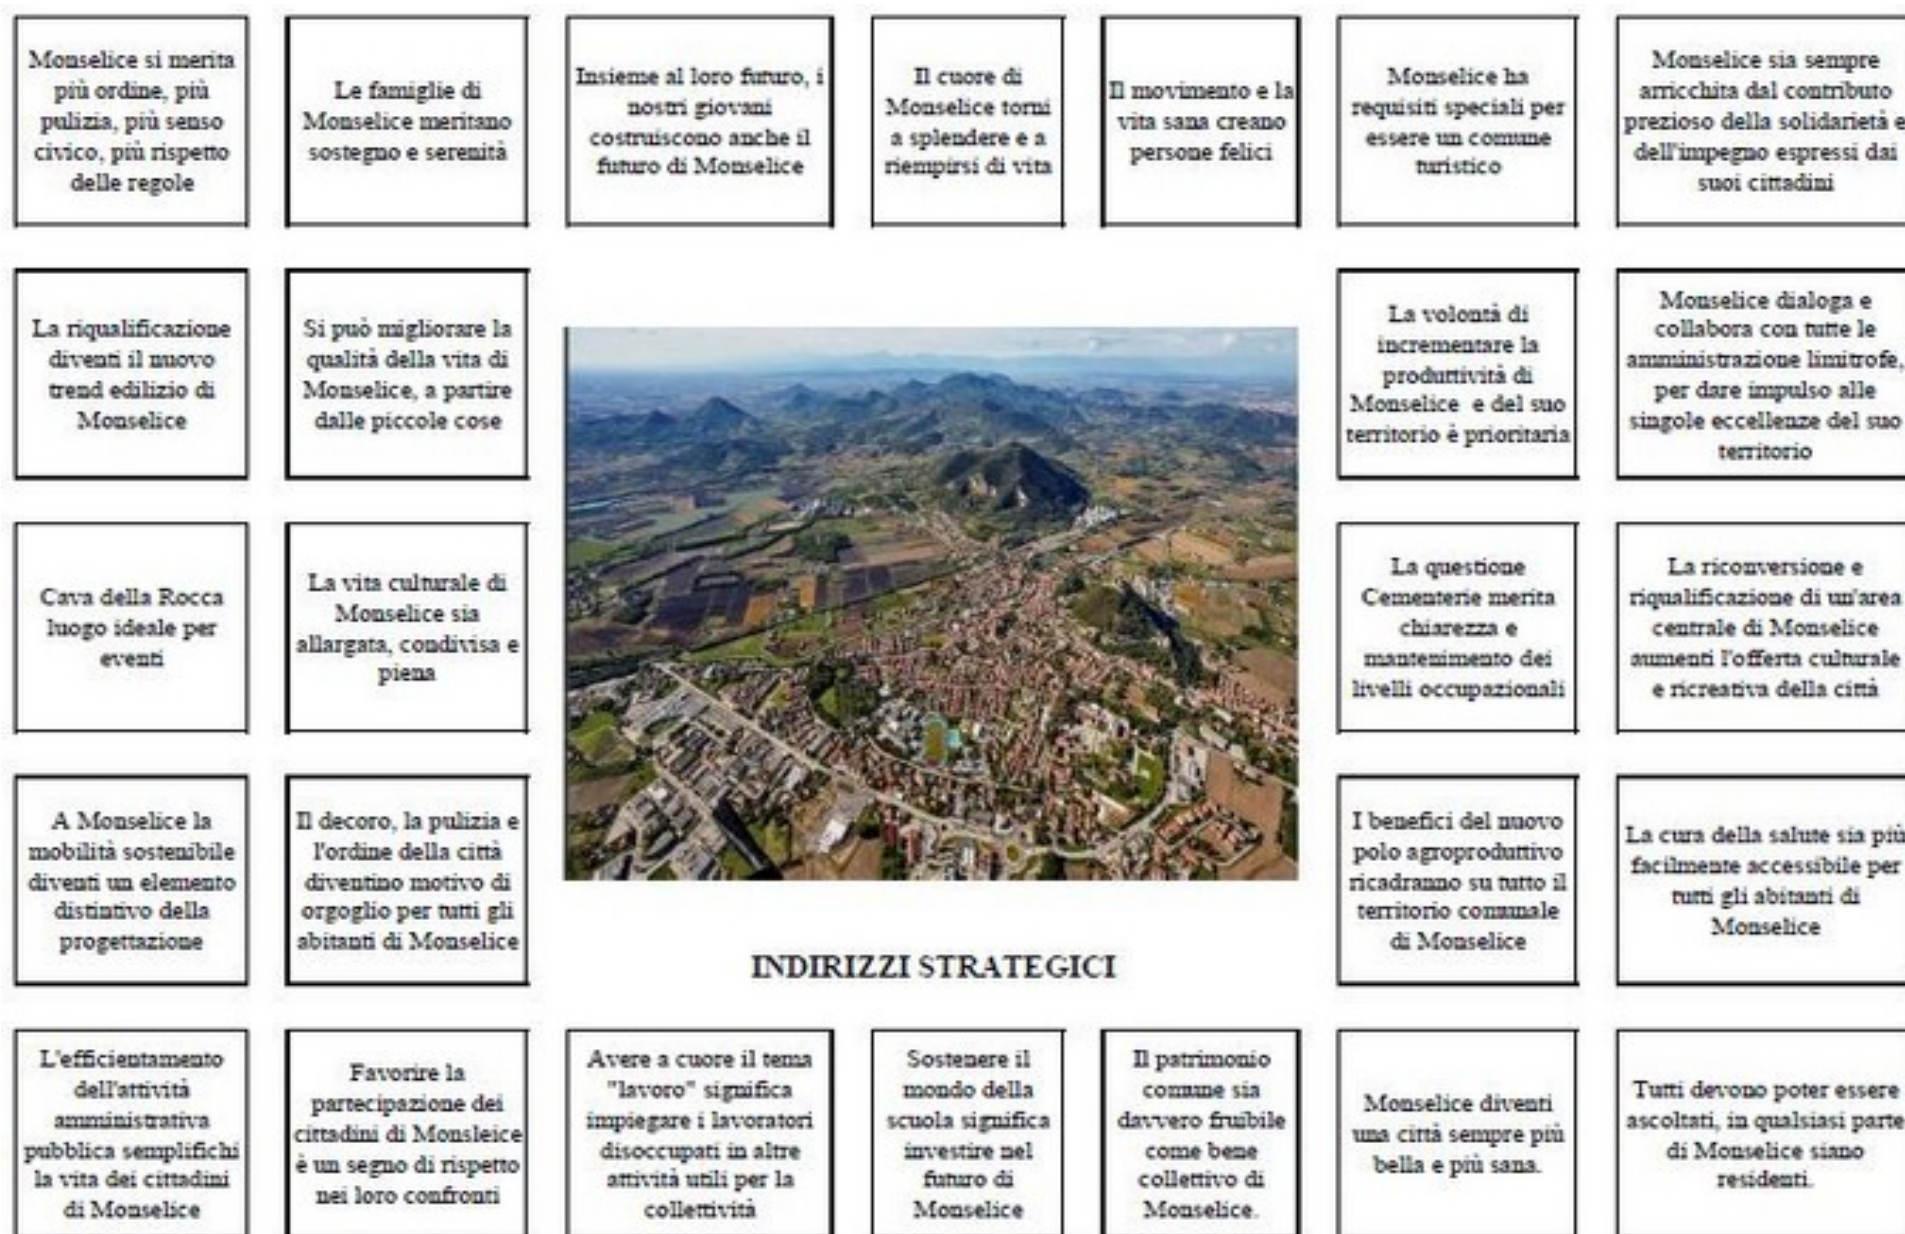 Monselice si merita
più ordine, più
pulizia, più senso
civico, più rispetto
delle regole
Le famiglie di
Monselice meritano
sostegno e serenità
Insieme al loro futuro, i
nostri giovani
costruiscono anche il
futuro di Monselice
Il cuore di
Monselice torni
a splendere e a
riempirsi di vita
Il movimento e la
vita sana creano
persone felici
Monselice ha
requisiti speciali per
essere un comune
turistico
Monselice sia sempre
arricchita dal contributo
prezioso della solidarietà e
dell'impegno espressi dai
suoi cittadini
La riqualificazione
diventi il nuovo
trend edilizio di
Monselice
Si può migliorare la
qualità della vita di
Monselice, a partire
dalle piccole cose
La volontà di
incrementare la
produttività di
Monselice e del suo
territorio è prioritaria
Monselice dialoga e
collabora con tutte le
amministrazione limitrofe,
per dare impulso alle
singole eccellenze del suo
territorio
Cava della Rocca
luogo ideale per
eventi
La vita culturale di
Monselice sia
allargata, condivisa e
piena
La questione
Cementerie merita
chiarezza e
mantenimento dei
livelli occupazionali
La riconversione e
riqualificazione di un'area
centrale di Monselice
aumenti l'offerta culturale
e ricreativa della città
A Monselice la
mobilità sostenibile
diventi un elemento
distintivo della
progettazione
Il decoro, la pulizia e
l'ordine della città
diventino motivo di
orgoglio per tutti gli
abitanti di Monselice
I benefici del nuovo
polo agroproduttivo
ricadranno su tutto il
territorio comunale
di Monselice
La cura della salute sia più
facilmente accessibile per
tutti gli abitanti di
Monselice
INDIRIZZI STRATEGICI
L'efficientamento
dell'attività
amministrativa
pubblica semplifichi
la vita dei cittadini
di Monselice
Favorire la
partecipazione dei
cittadini di Monsleice
è un segno di rispetto
nei loro confronti
Avere a cuore il tema
"lavoro" significa
impiegare i lavoratori
disoccupati in altre
attività utili per la
collettività
Sostenere il
mondo della
scuola significa
investire nel
futuro di
Monselice
Il patrimonio
comune sia
davvero fruibile
come bene
collettivo di
Monselice.
Monselice diventi
una città sempre più
bella e più sana.
Tutti devono poter essere
ascoltati, in qualsiasi parte
di Monselice siano
residenti.